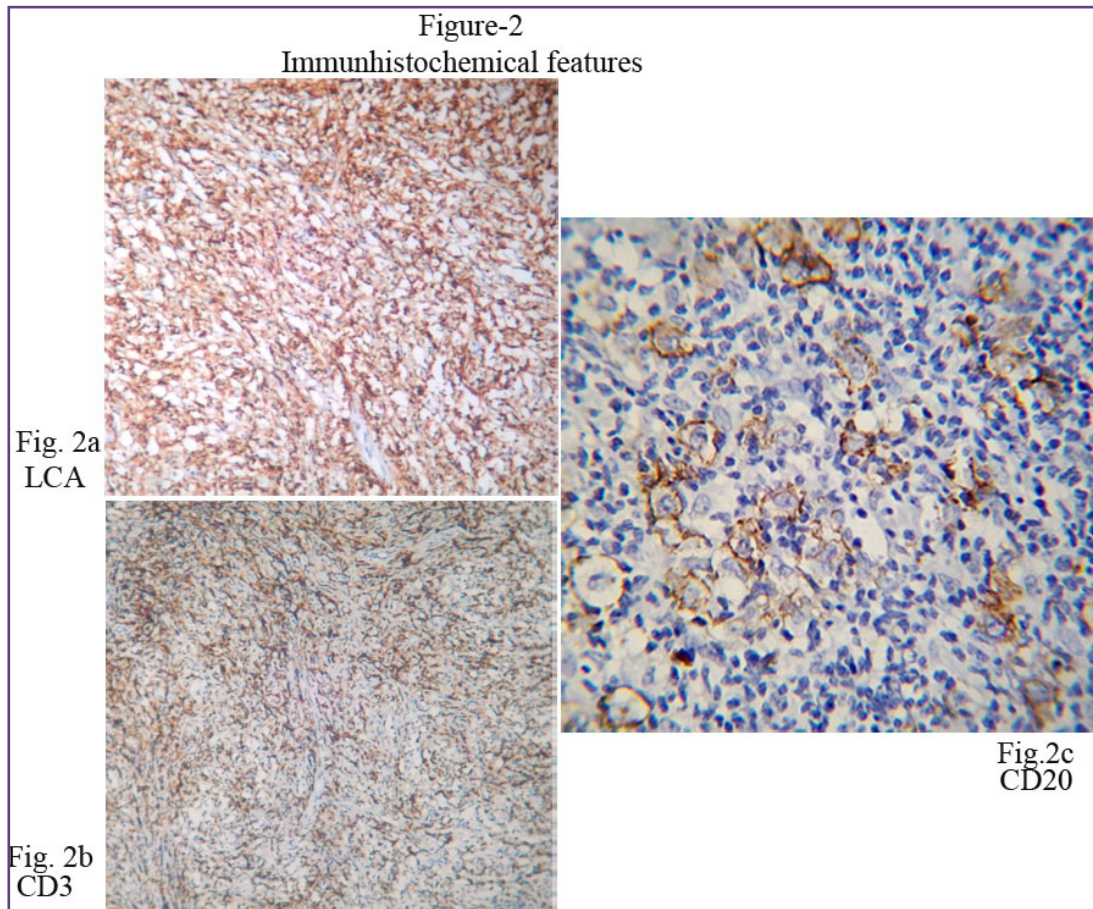 Figure-2
Immunhistochemical features
Fig. 2a
LCA
Fig. 2b
CD3
Fig.2c
CD20